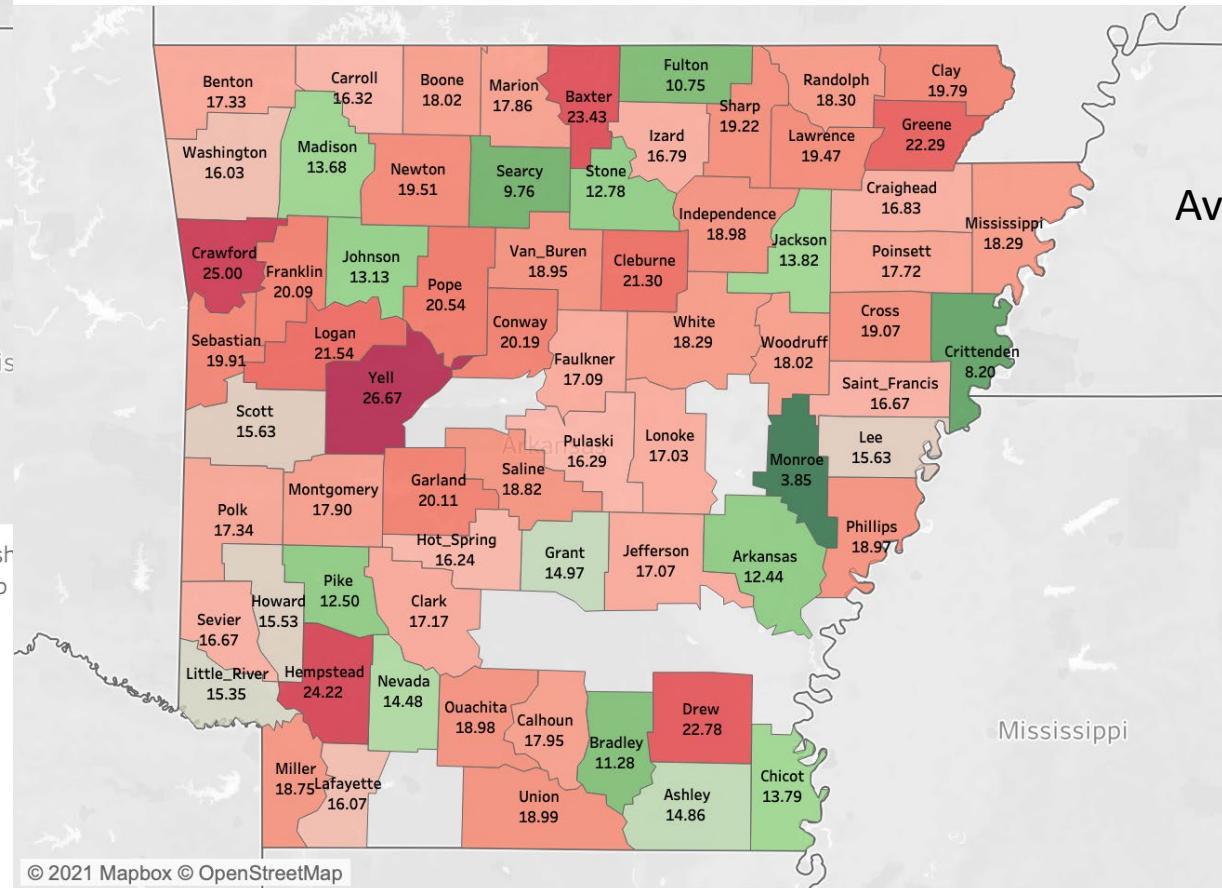 Benton
17.33
Carroll
16.32
Boone
18.02
Marion
17.86
Baxter
23.43
Fulton
10.75
Sharp
19.22
Randolph
18.30
Clay
19.79
Greene
22.29
Lawrence
19.47
Izard
16.79
Washington
16.03
Madison
13.68
Newton
19.51
Searcy
9.76
Stone
12.78
Independence
18.98
Jackson
13.82
Craighead
16.83
Mississippi
18.29
Av
Poinsett
17.72
Crawford
25.00
Franklin
20.09
Johnson
13.13
Pope
20.54
Van_Buren
18.95
Cleburne
21.30
Conway
20.19
White
18.29
Woodruff
18.02
Cross
19.07
Crittenden
8.20
Sebastian
19.91
Logan
21.54
Yell
26.67
Faulkner
17.09
Saint_Francis
16.67
Scott
15.63
Arkansas
Pulaski
16.29
Lonoke
17.03
Lee
15.63
Monroe
3.85
Phillips
18.97
Polk
17.34
Montgomery
17.90
Garland
20.11
Saline
18.82
Hot_Spring
16.24
Grant
14.97
Jefferson
17.07
Arkansas
12.44
Pike
12.50
Howard
15.53
Clark
17.17
Sevier
16.67
Little_River
15.35
Hempstead
24.22
Nevada
14.48
Ouachita
18.98
Calhoun
17.95
Bradley
11.28
Drew
22.78
Mississippi
Miller
18.75
Lafayette
16.07
Union
18.99
Ashley
14.86
Chicot
13.79
© 2021 Mapbox © OpenStreetMap